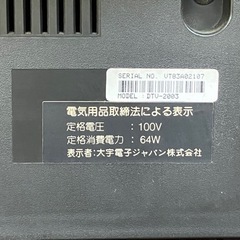 SERIAL NO. VT83A02107
MODEL : DTV-2003
電気用品取締法による表示
定格電圧 : 100V
定格消費電力 : 64W
表示者 : 大宇電子ジャパン株式会社